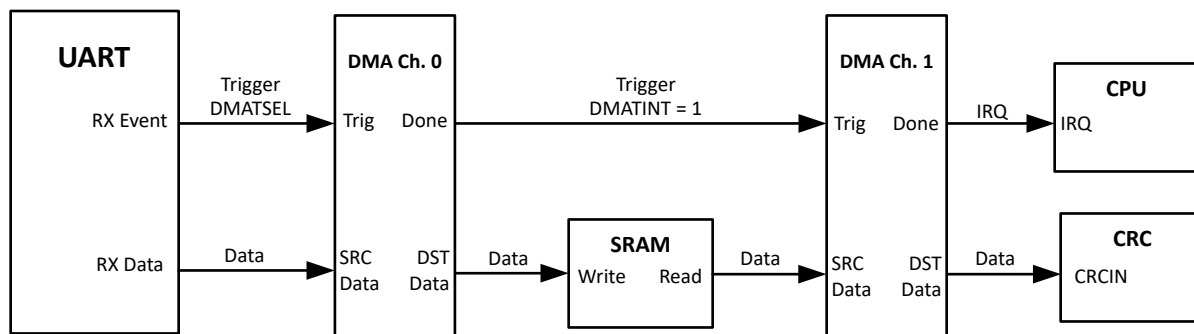 UART
DMA Ch. 0
DMA Ch. 1
CPU
Trigger
DMATSEL
Trigger
DMATINT = 1
IRQ
RX Event
Trig
Done
Trig
Done
IRQ
SRAM
CRC
RX Data
Data
SRC
Data
DST
Data
Data
Write
Read
Data
SRC
Data
DST
Data
Data
CRCIN